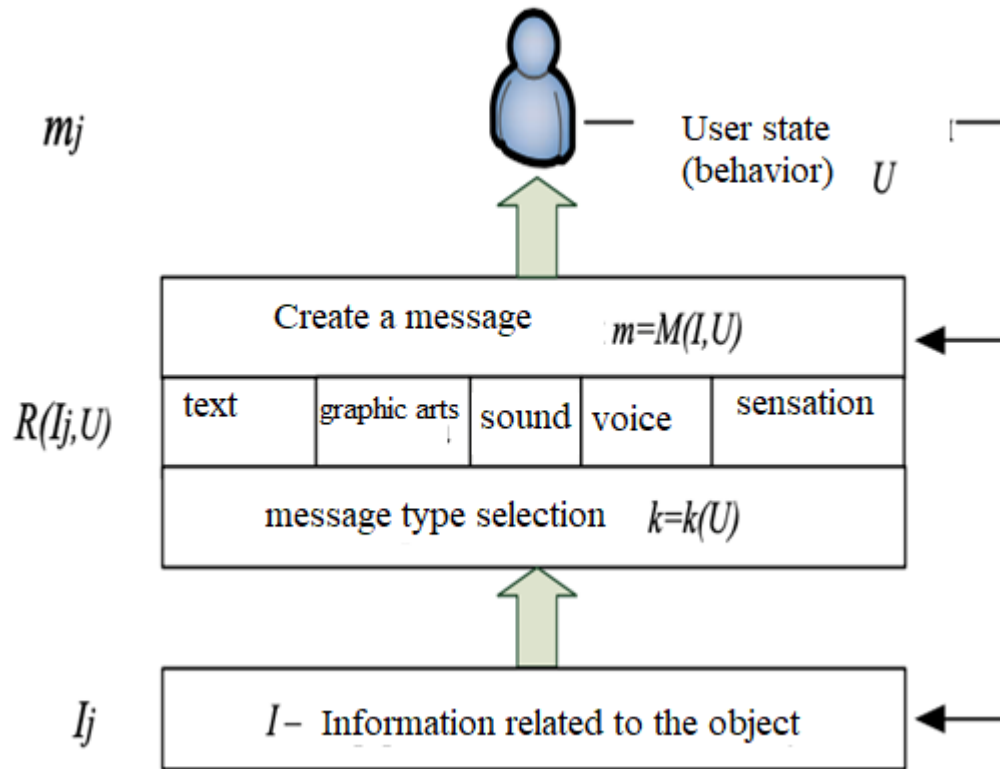 mj
User state
(behavior) U
Create a message m=M(I,U)
R(Ij,U)
text graphic arts sound voice sensation
message type selection k=k(U)
Ij
I – Information related to the object